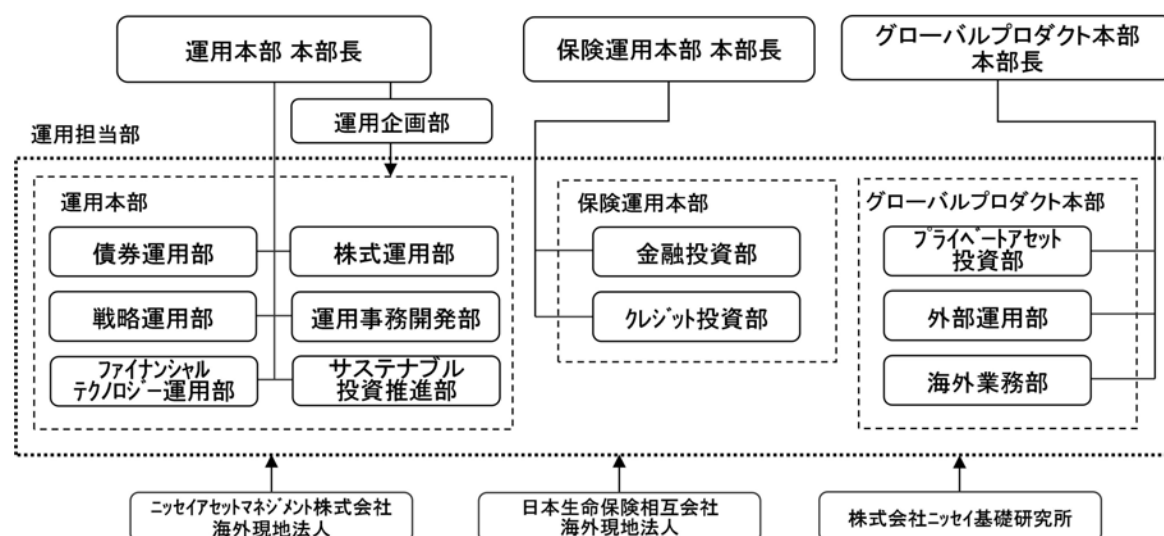 運用本部 本部長
保険運用本部 本部長
グローバルプロダクト本部
本部長
運用企画部
運用担当部
運用本部
債券運用部
株式運用部
戦略運用部
運用事務開発部
ファイナンシャル
テクノロジー運用部
サステナブル
投資推進部
保険運用本部
金融投資部
クレジット投資部
グローバルプロダクト本部
プライベートアセット
投資部
外部運用部
海外業務部
ニッセイアセットマネジメント株式会社
海外現地法人
日本生命保険相互会社
海外現地法人
株式会社ニッセイ基礎研究所